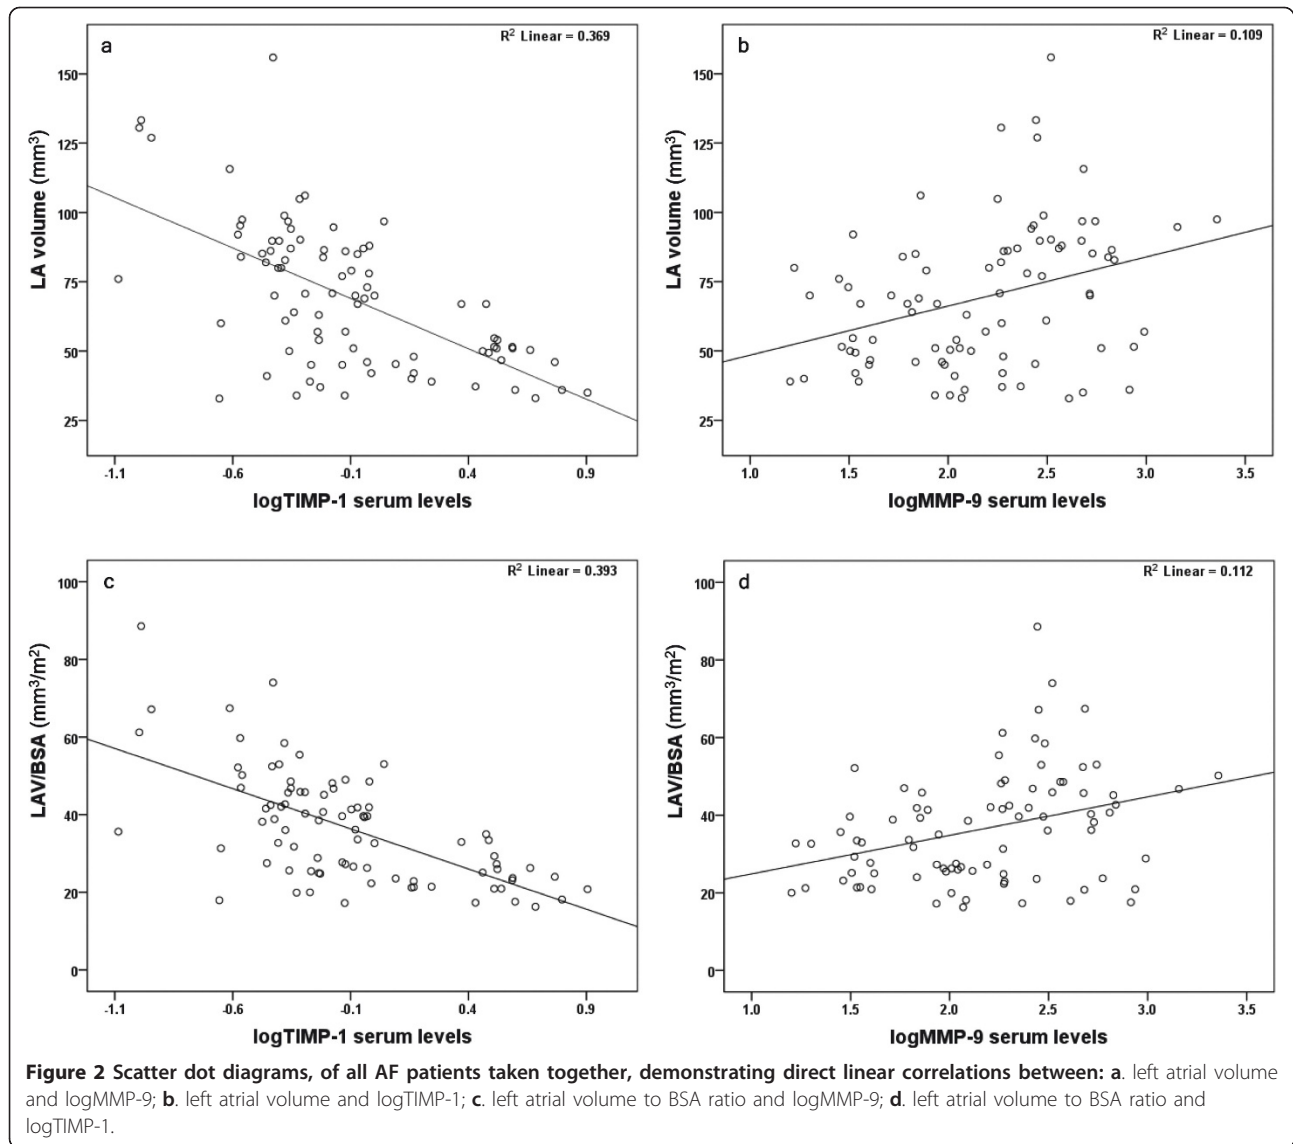 a
R² Linear = 0.369
150
125
100
75
50
25
LA volume (mm³)
-1.1 -0.6 -0.1 0.4 0.9
logTIMP-1 serum levels
b
R² Linear = 0.109
150
125
100
75
50
25
LA volume (mm³)
1.0 1.5 2.0 2.5 3.0 3.5
logMMP-9 serum levels
c
R² Linear = 0.393
100
80
60
40
20
0
LAV/BSA (mm³/m²)
-1.1 -0.6 -0.1 0.4 0.9
logTIMP-1 serum levels
d
R² Linear = 0.112
100
80
60
40
20
0
LAV/BSA (mm³/m²)
1.0 1.5 2.0 2.5 3.0 3.5
logMMP-9 serum levels
Figure 2 Scatter dot diagrams, of all AF patients taken together, demonstrating direct linear correlations between: a. left atrial volume
and logMMP-9; b. left atrial volume and logTIMP-1; c. left atrial volume to BSA ratio and logMMP-9; d. left atrial volume to BSA ratio and
logTIMP-1.